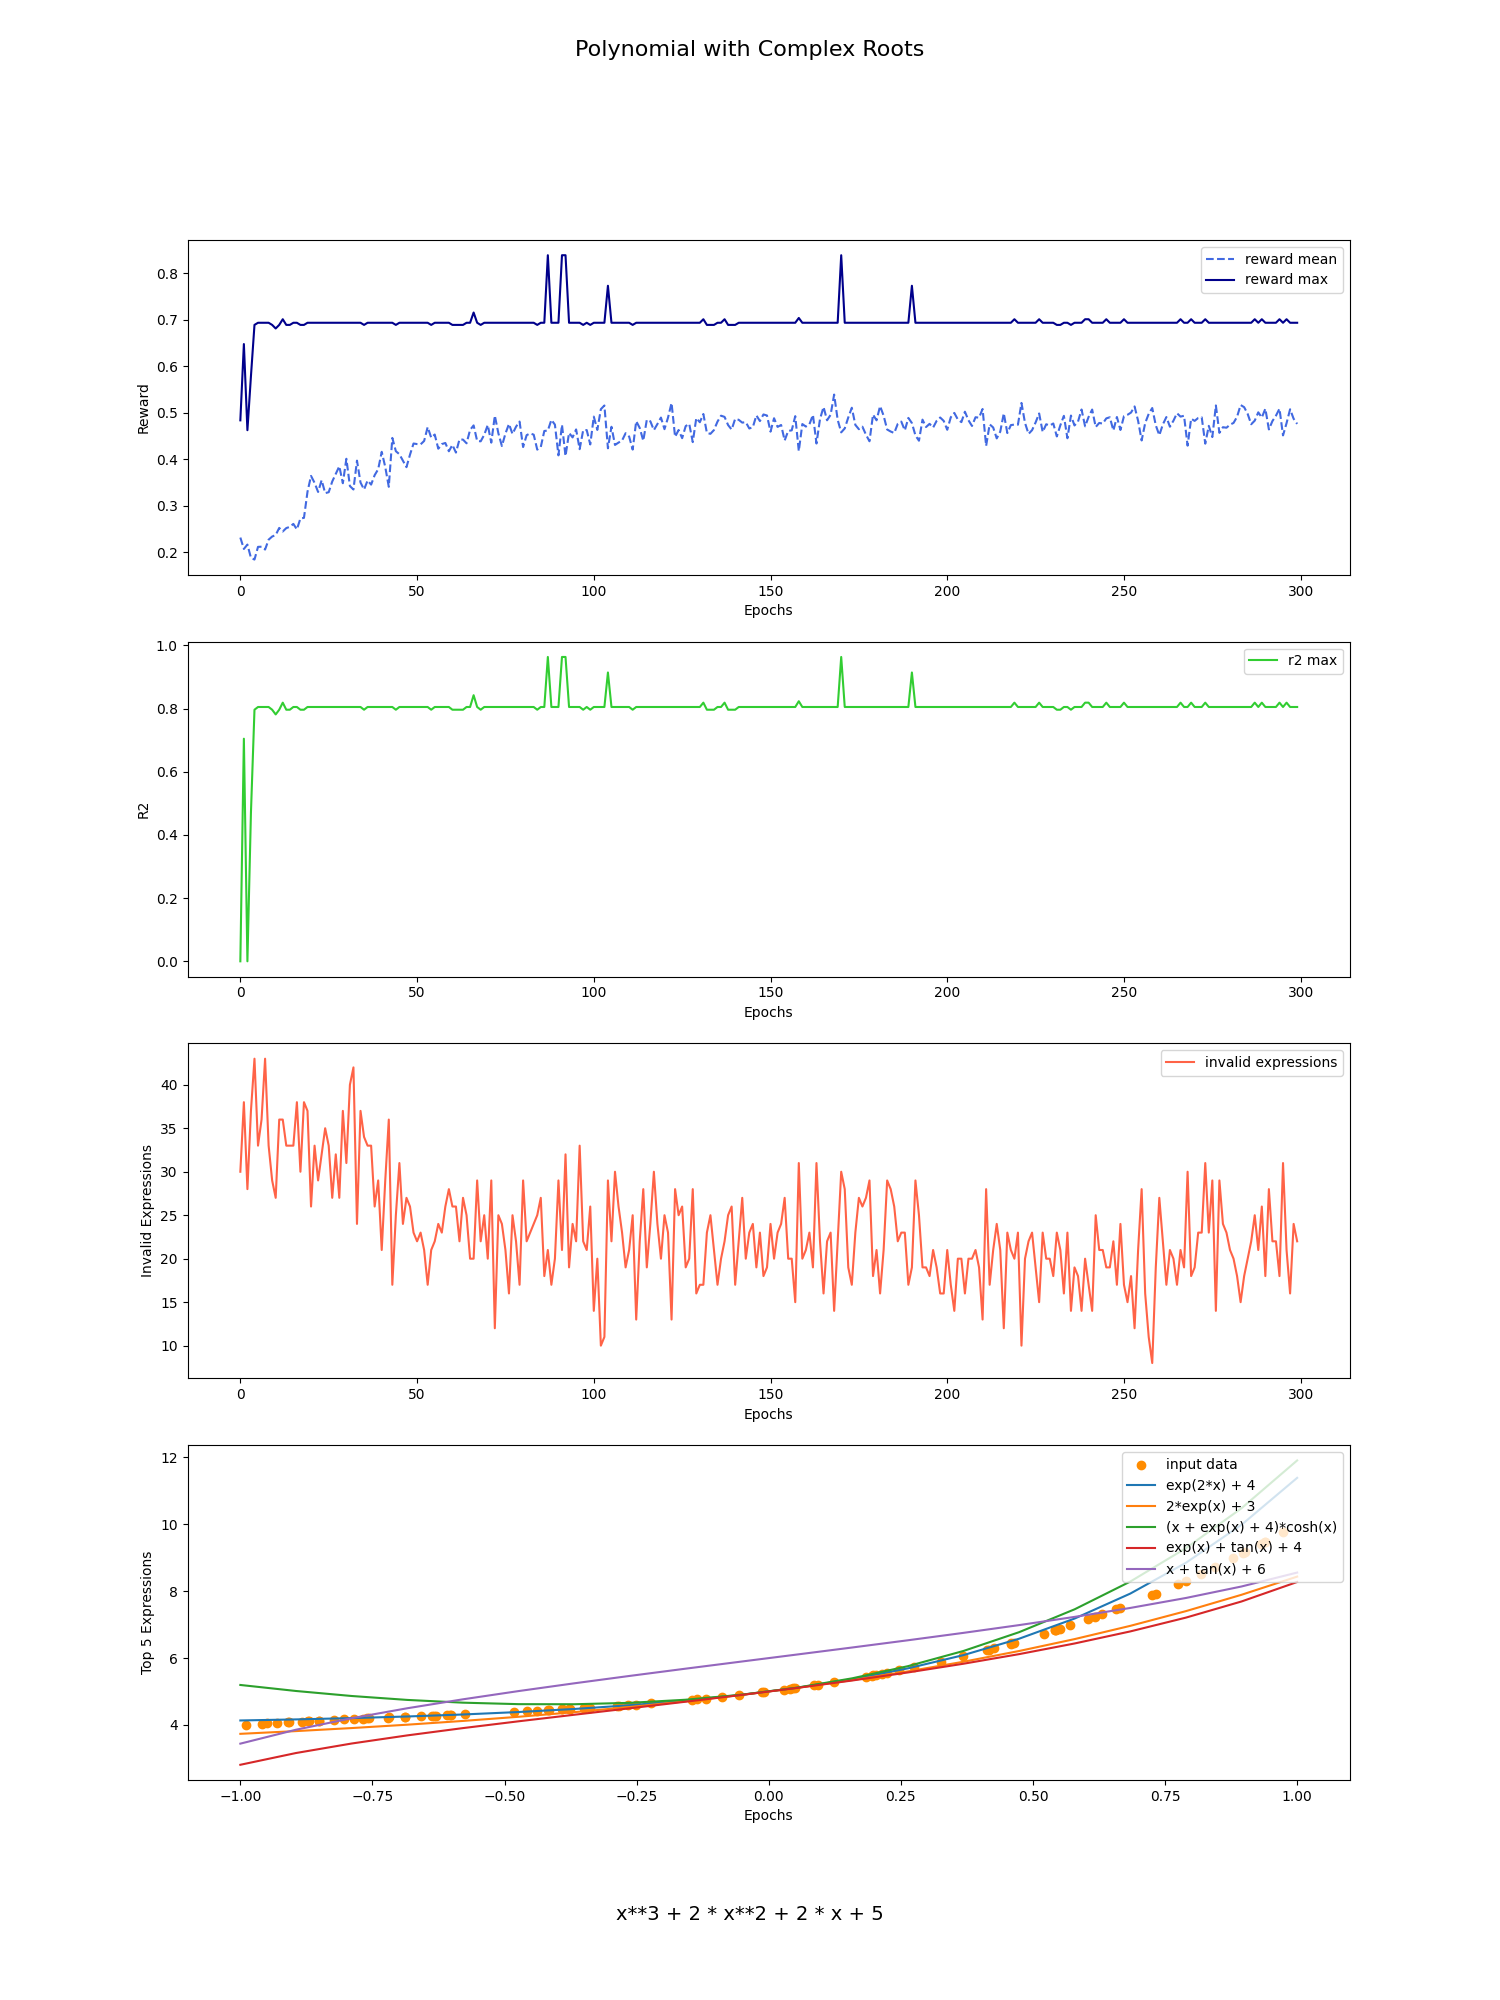 Polynomial with Complex Roots
Reward
0.8
0.7
0.6
0.5
0.4
0.3
0.2
reward mean
reward max
0 50 100 150 200 250 300
Epochs
R2
1.0
0.8
0.6
0.4
0.2
0.0
r2 max
0 50 100 150 200 250 300
Epochs
Invalid Expressions
40
35
30
25
20
15
10
invalid expressions
0 50 100 150 200 250 300
Epochs
Top 5 Expressions
12
10
8
6
4
input data
exp(2*x) + 4
2*exp(x) + 3
(x + exp(x) + 4)*cosh(x)
exp(x) + tan(x) + 4
x + tan(x) + 6
−1.00 −0.75 −0.50 −0.25 0.00 0.25 0.50 0.75 1.00
Epochs
x**3 + 2 * x**2 + 2 * x + 5